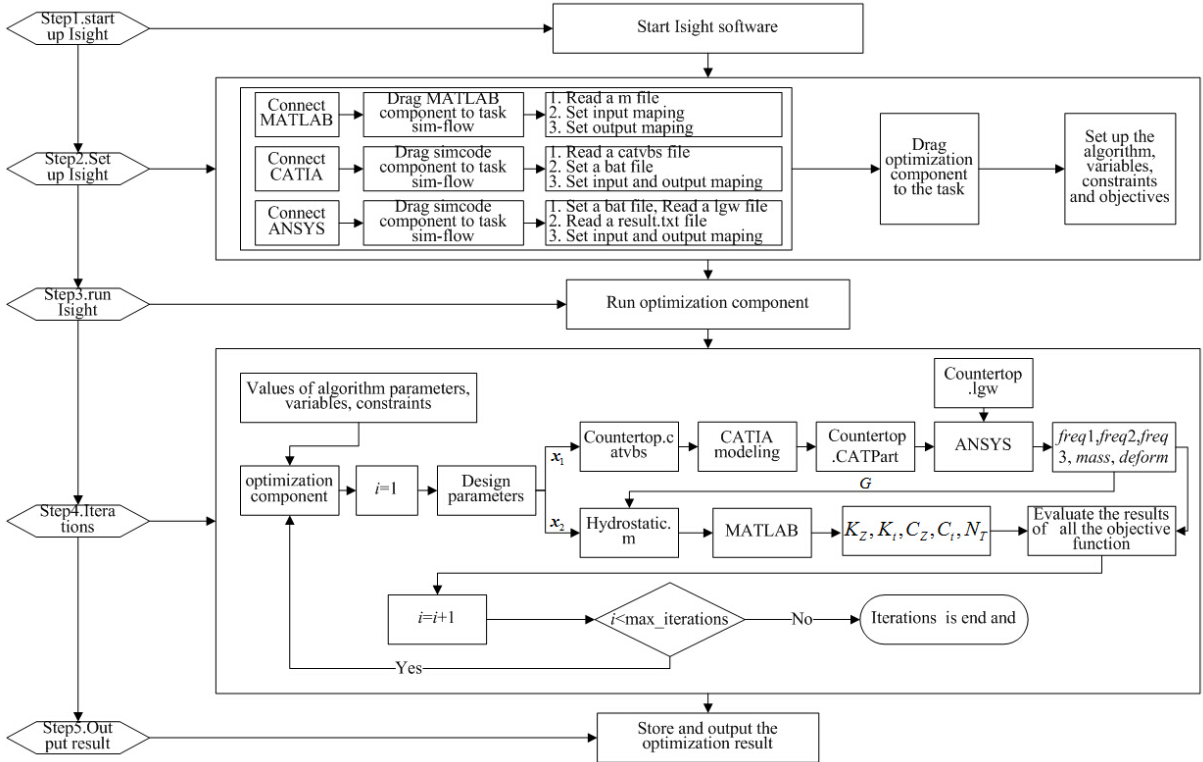 Step1.start
up Isight
Start Isight software
Step2.Set
up Isight
Connect
MATLAB
Drag MATLAB
component to task
sim-flow
1. Read a m file
2. Set input maping
3. Set output maping
Connect
CATIA
Drag simcode
component to task
sim-flow
1. Read a catvbs file
2. Set a bat file
3. Set input and output maping
Connect
ANSYS
Drag simcode
component to task
sim-flow
1. Set a bat file, Read a lgw file
2. Read a result.txt file
3. Set input and output maping
Drag
optimization
component
to the task
Set up the
algorithm,
variables,
constraints
and objectives
Step3.run
Isight
Run optimization component
Step4.Itera
tions
Values of algorithm parameters,
variables, constraints
optimization
component
i=1
Design
parameters
x₁
x₂
Countertop.c
atvbs
CATIA
modeling
Countertop
.CATPart
Countertop
.lgw
ANSYS
freq1,freq2,freq
3, mass, deform
G
Hydrostatic.
m
MATLAB
K_Z, K_t, C_Z, C_t, N_T
Evaluate the results
of all the objective
function
i=i+1
i<max_iterations
No
Iterations is end and
Yes
Step5.Out
put result
Store and output the
optimization result